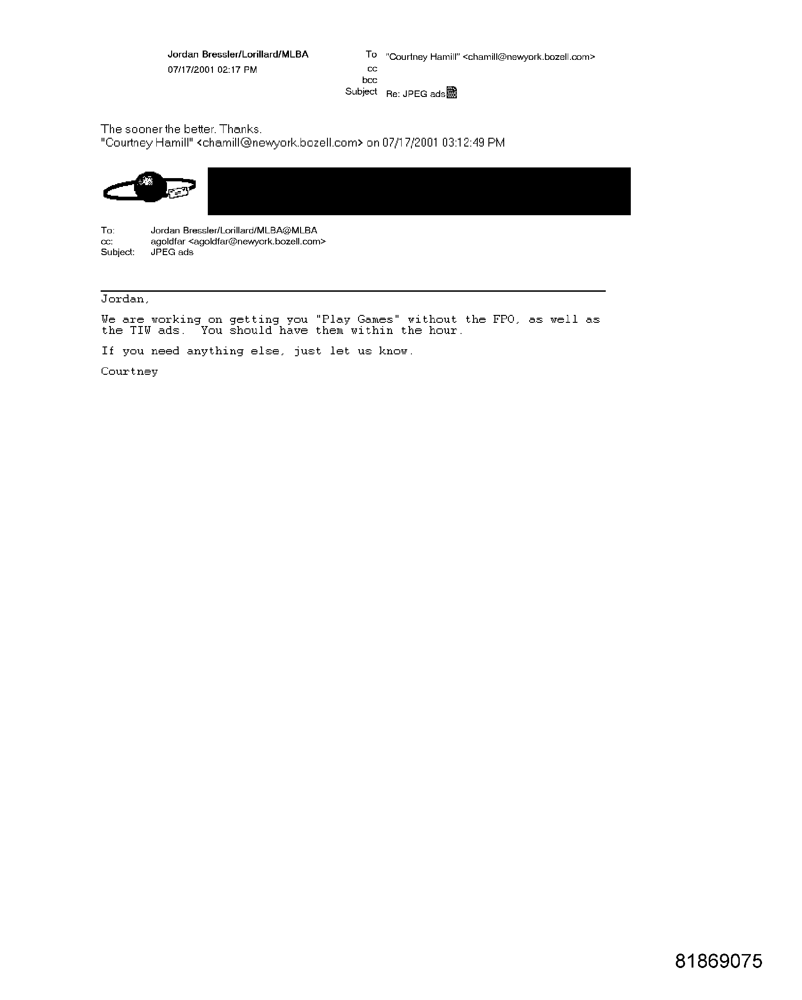 Jordan Bressler/Lorillard/MLBA To "Courtney Hamill" <chamill@newyork.bozell.com>
07/17/2001 02:17 PM cc
bcc
Subject Re: JPEG ads
The sooner the better. Thanks.
"Courtney Hamill" <chamill@newyork.bozell.com> on 07/17/2001 03:12:49 PM
To: Jordan Bressler/Lorillard/MLBA@MLBA
cc: agoldfar <agoldfar@newyork.bozell.com>
Subject: JPEG ads
Jordan,
We are working on getting you "Play Games" without the FPO, as well as
the TIW ads. You should have them within the hour.
If you need anything else, just let us know.
Courtney
81869075